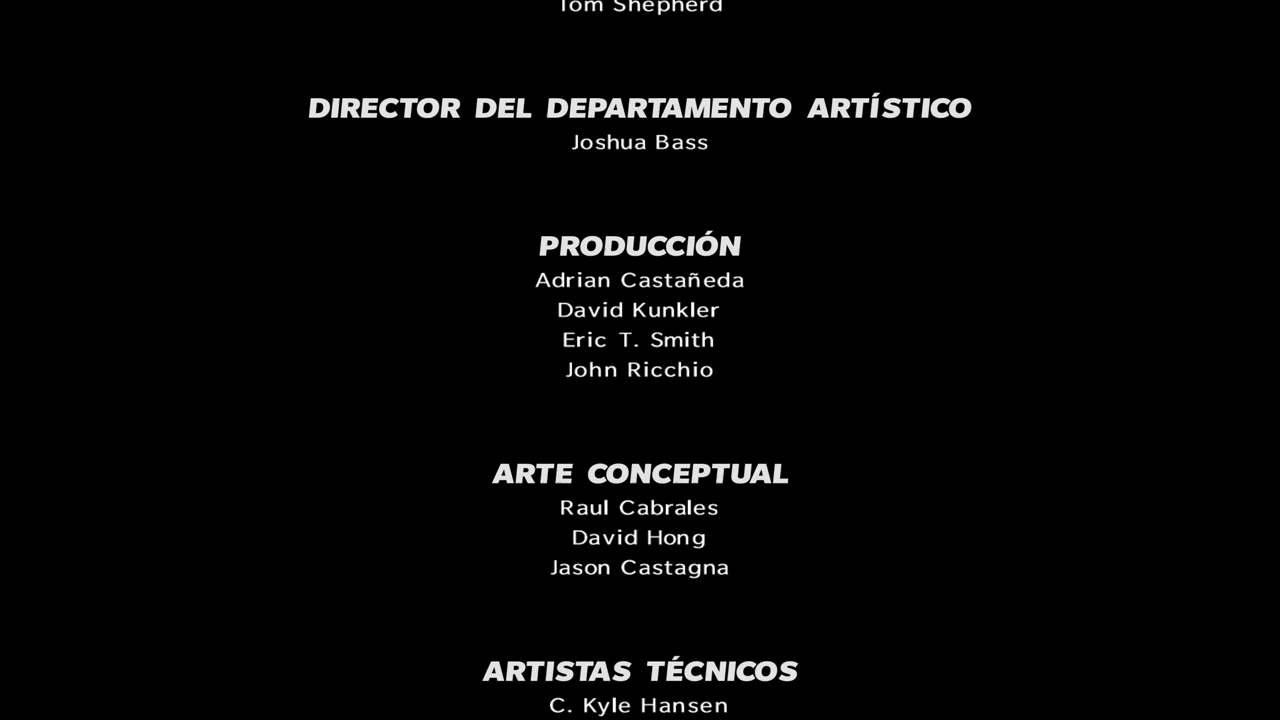 Tom Shepherd
DIRECTOR DEL DEPARTAMENTO ARTÍSTICO
Joshua Bass
PRODUCCIÓN
Adrian Castañeda
David Kunkler
Eric T. Smith
John Ricchio
ARTE CONCEPTUAL
Raul Cabrales
David Hong
Jason Castagna
ARTISTAS TÉCNICOS
C. Kyle Hansen